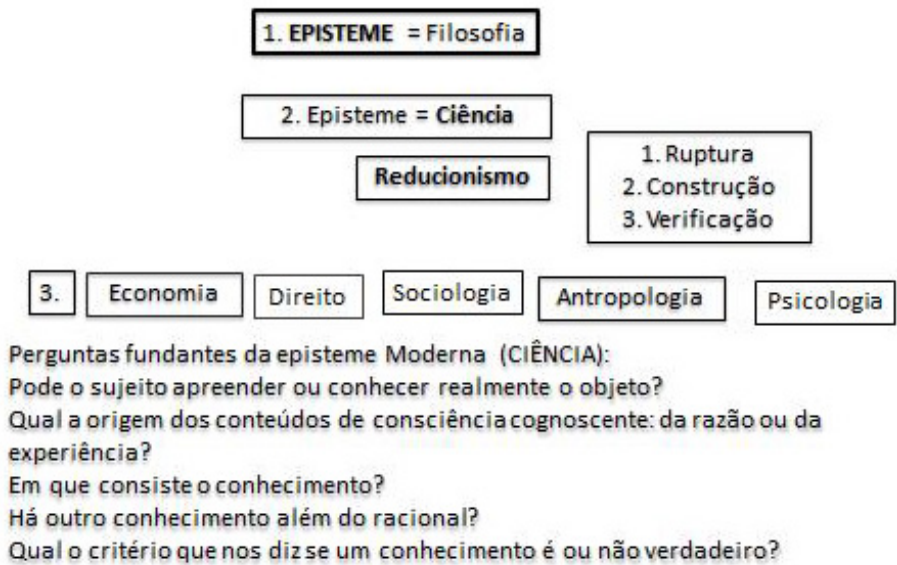 1. EPISTEME = Filosofia
2. Episteme = Ciência
Reducionismo
1. Ruptura
2. Construção
3. Verificação
3. Economia Direito Sociologia Antropologia Psicologia
Perguntas fundantes da episteme Moderna (CIÊNCIA):
Pode o sujeito apreender ou conhecer realmente o objeto?
Qual a origem dos conteúdos de consciência cognoscente: da razão ou da
experiência?
Em que consiste o conhecimento?
Há outro conhecimento além do racional?
Qual o critério que nos diz se um conhecimento é ou não verdadeiro?